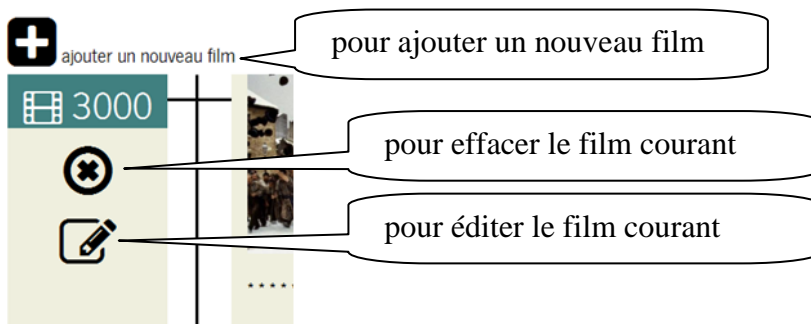 ajouter un nouveau film
pour ajouter un nouveau film
3000
pour effacer le film courant
pour éditer le film courant
*****